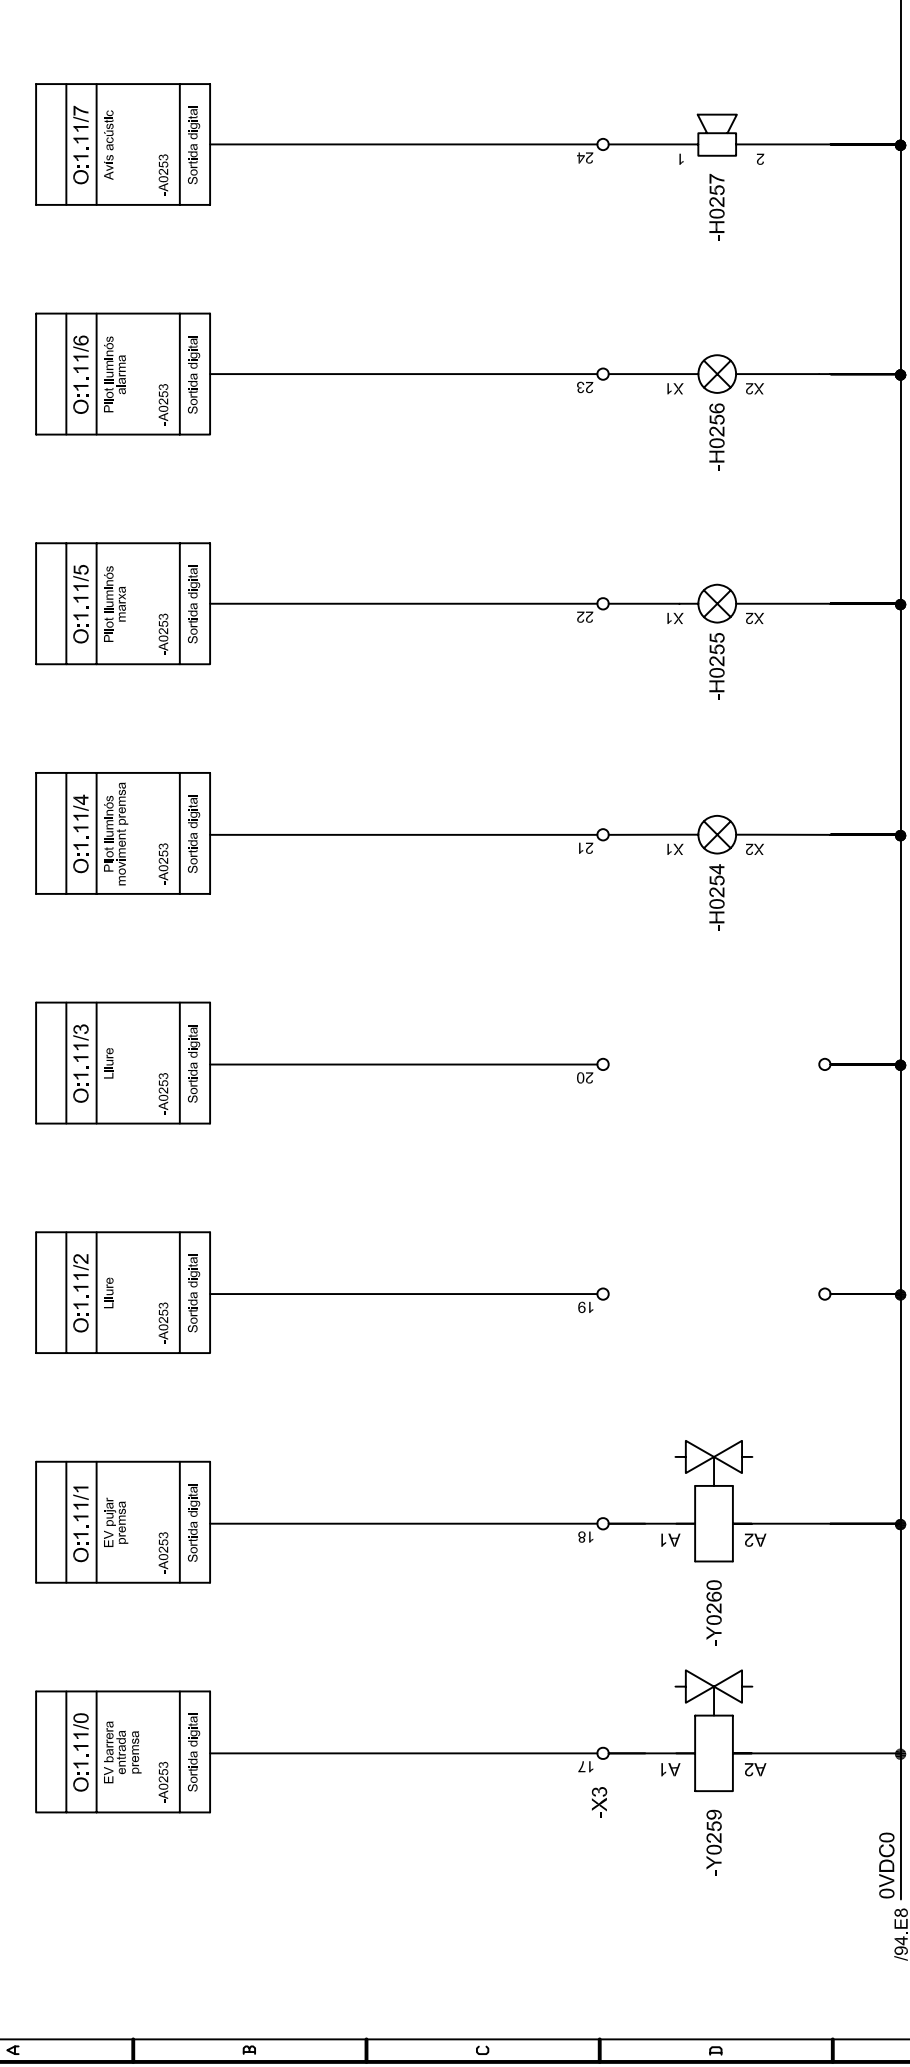 O:1.11/0
EV barrera
entrada
premsa
-A0253
Sortida digital
O:1.11/1
EV pujar
premsa
-A0253
Sortida digital
O:1.11/2
Lliure
-A0253
Sortida digital
O:1.11/3
Lliure
-A0253
Sortida digital
O:1.11/4
Pilot lluminós
moviment premsa
-A0253
Sortida digital
O:1.11/5
Pilot lluminós
marxa
-A0253
Sortida digital
O:1.11/6
Pilot lluminós
alarma
-A0253
Sortida digital
O:1.11/7
Avís acústic
-A0253
Sortida digital
-X3
17
18
19
20
21
22
23
24
-Y0259
A1
A2
-Y0260
A1
A2
-H0254
X1
X2
-H0255
X1
X2
-H0256
X1
X2
-H0257
1
2
/94.E8
0VDC0
A
B
C
D